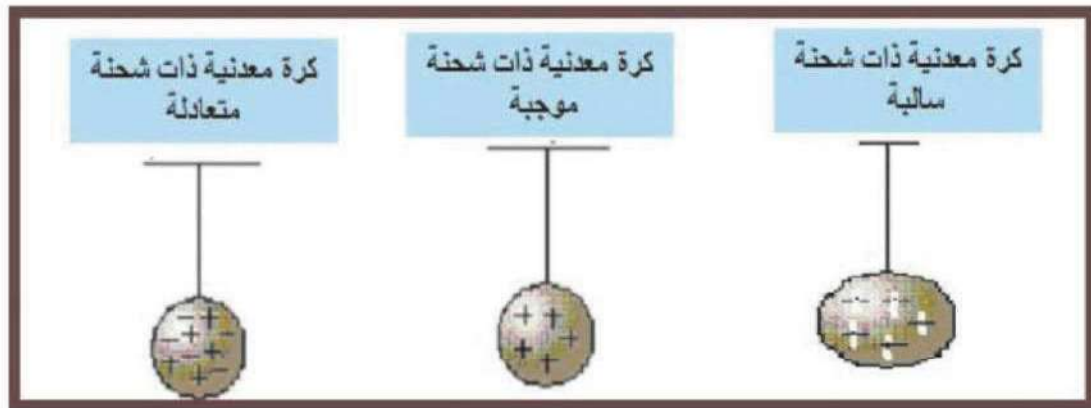 كرة معدنية ذات شحنة
سالبة
كرة معدنية ذات شحنة
موجبة
كرة معدنية ذات شحنة
متعادلة